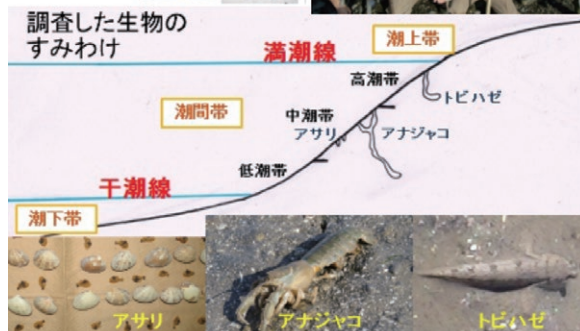 調査した生物の
すみわけ
潮上帯
満潮線
高潮帯
トビハゼ
潮間帯
中潮帯
アサリ
アナジャコ
低潮帯
干潮線
潮下帯
アサリ
アナジャコ
トビハゼ